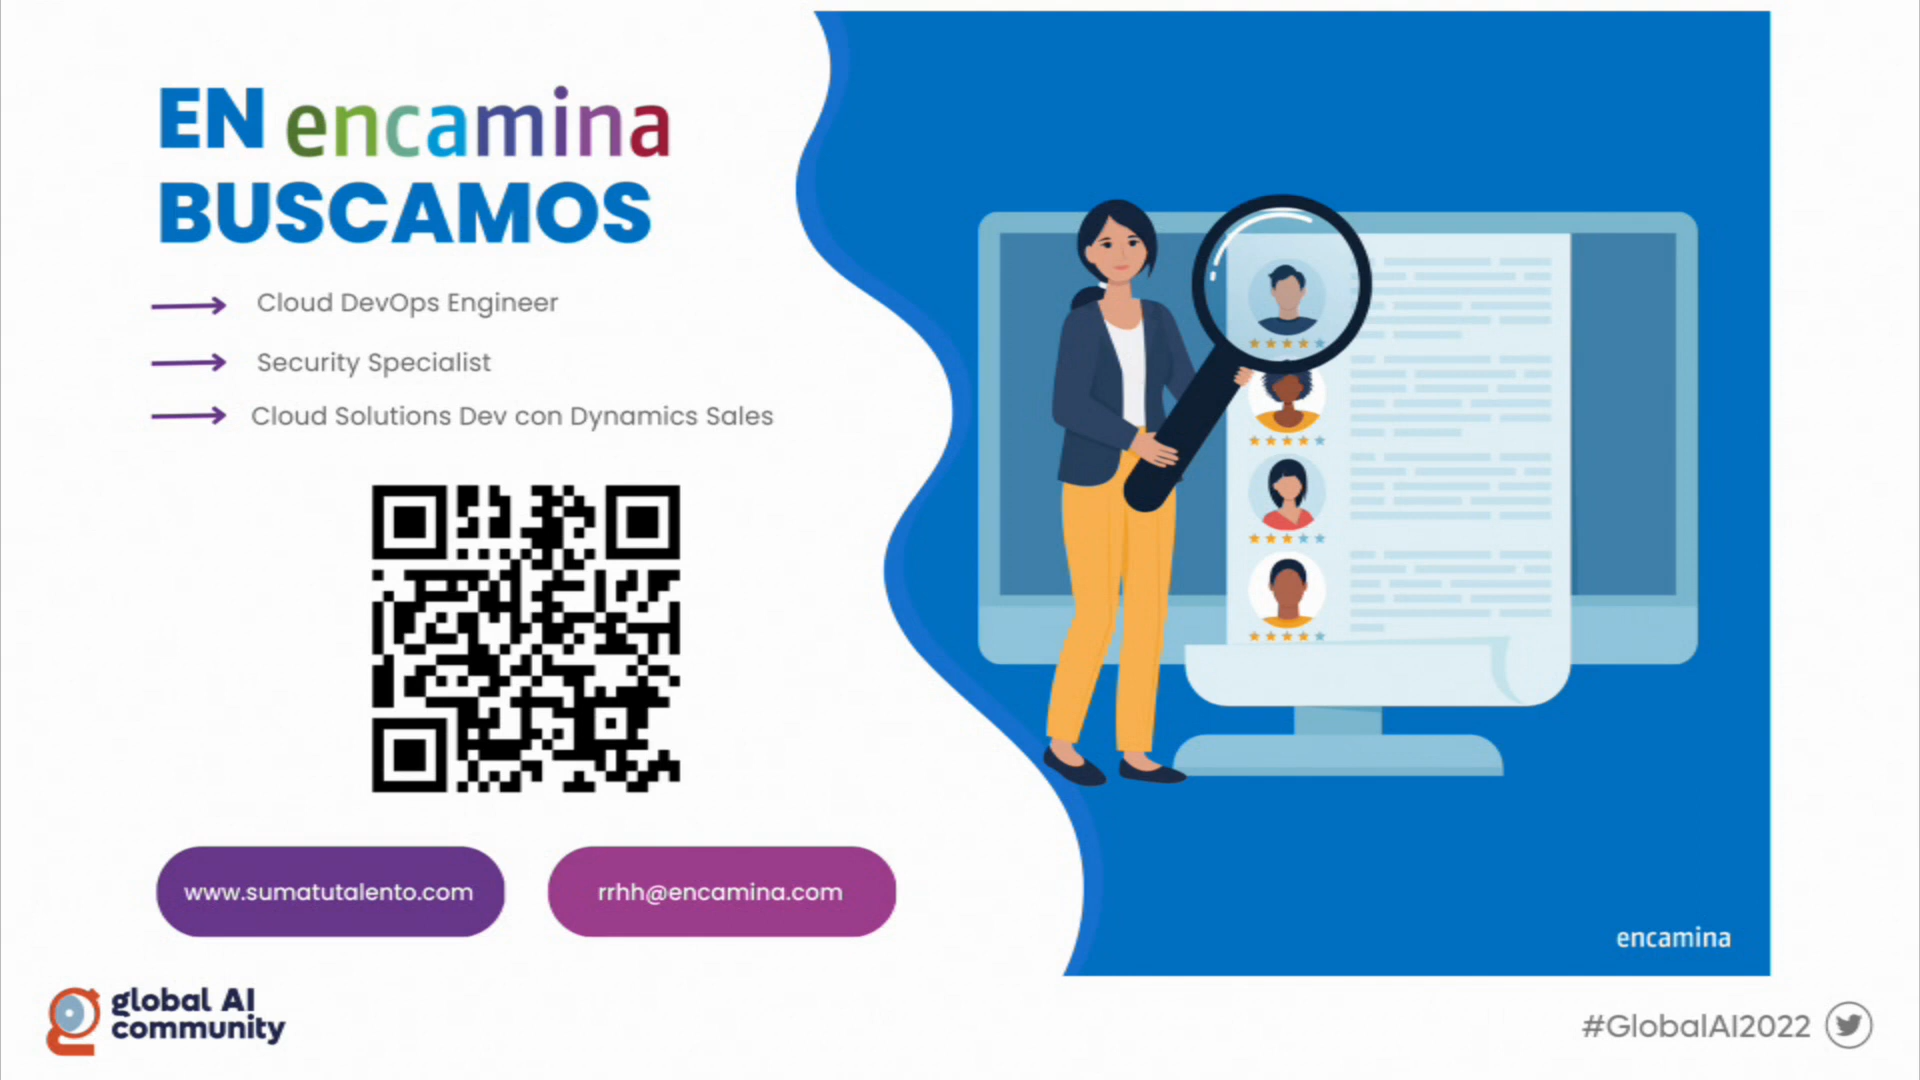 EN encamina
BUSCAMOS
Cloud DevOps Engineer
Security Specialist
Cloud Solutions Dev con Dynamics Sales
www.sumatutalento.com
rrhh@encamina.com
encamina
global AI
community
#GlobalAI2022